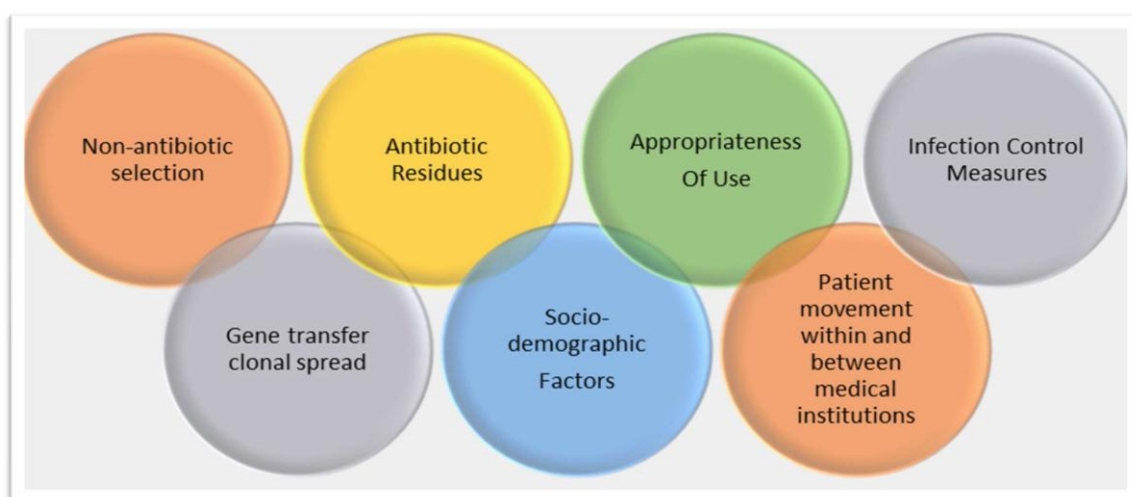 Non-antibiotic
selection
Antibiotic
Residues
Appropriateness
Of Use
Infection Control
Measures
Gene transfer
clonal spread
Socio-
demographic
Factors
Patient
movement
within and
between
medical
institutions